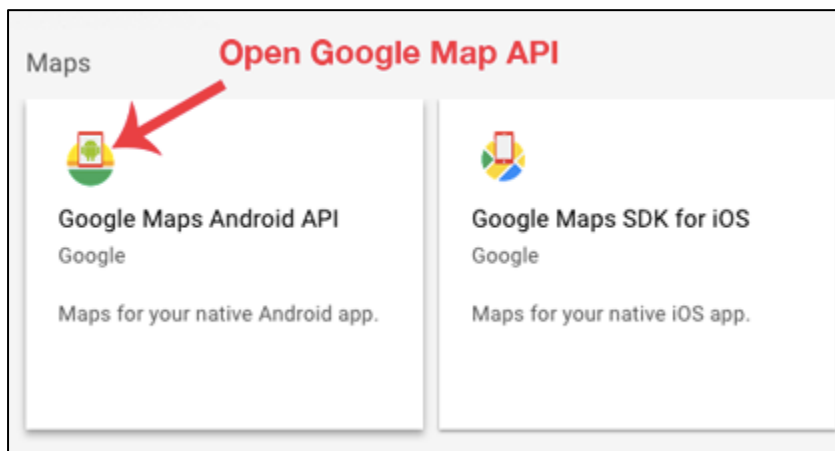 Maps
Open Google Map API
Google Maps Android API
Google
Maps for your native Android app.
Google Maps SDK for iOS
Google
Maps for your native iOS app.